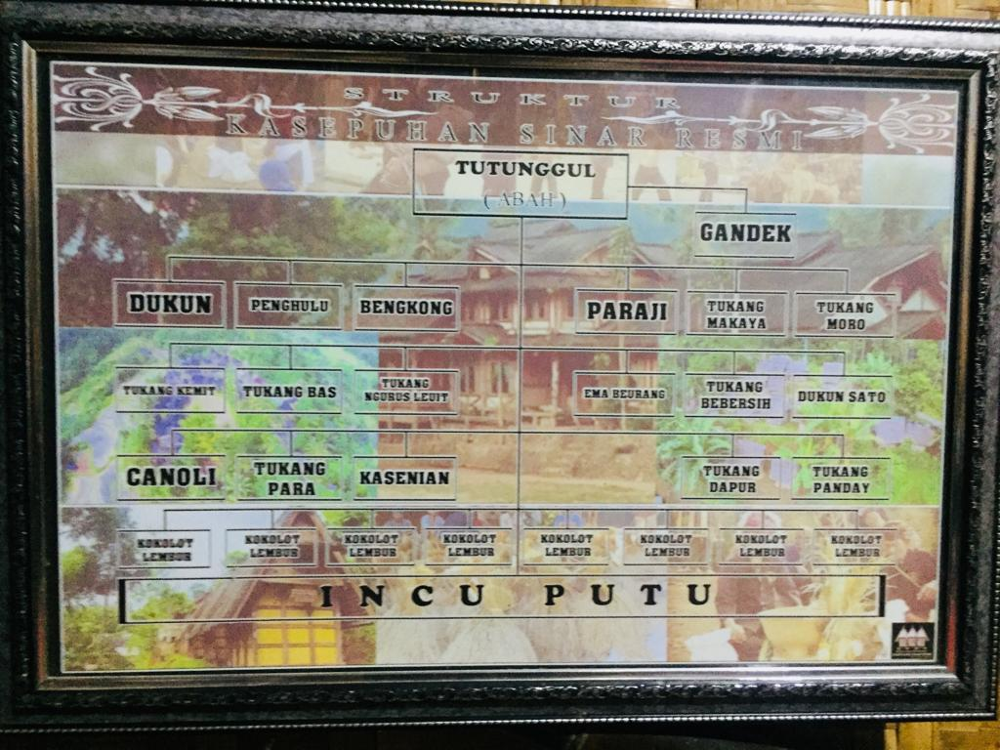 STRUKTUR
KASEPUHAN SINAR RESMI
TUTUNGGUL
( ABAH )
GANDEK
DUKUN
PENGHULU
BENGKONG
PARAJI
TUKANG
MAKAYA
TUKANG
MORO
TUKANG KEMIT
TUKANG BAS
TUKANG
NGURUS LEUIT
EMA BEURANG
TUKANG
BEBERSIH
DUKUN SATO
CANOLI
TUKANG
PARA
KASENIAN
TUKANG
DAPUR
TUKANG
PANDAY
KOKOLOT
LEMBUR
KOKOLOT
LEMBUR
KOKOLOT
LEMBUR
KOKOLOT
LEMBUR
KOKOLOT
LEMBUR
KOKOLOT
LEMBUR
KOKOLOT
LEMBUR
KOKOLOT
LEMBUR
INCU PUTU